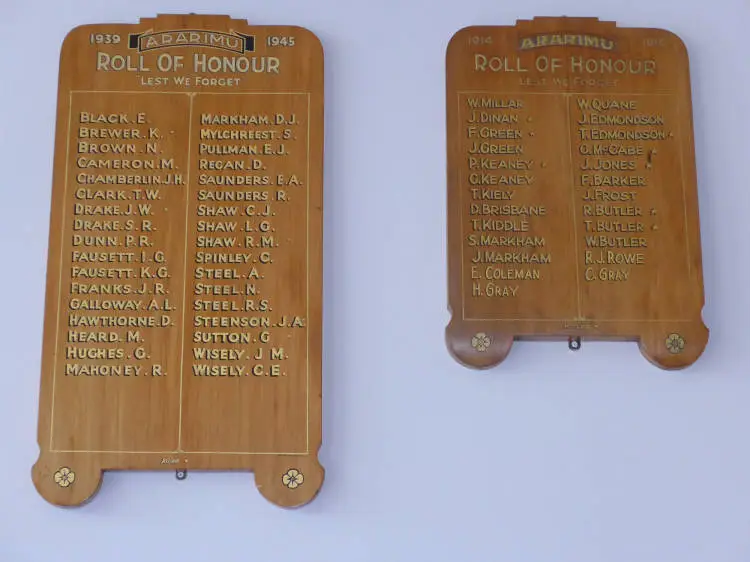 1939 ARARIMU 1945
ROLL OF HONOUR
LEST WE FORGET
BLACK. E.
BREWER. K.
BROWN. N.
CAMERON. M.
CHAMBERLIN. J.H.
CLARK. T.W.
DRAKE. J.W.
DRAKE. S.R.
DUNN. P.R.
FAUSETT. I.G.
FAUSETT. K.G.
FRANKS. J.R.
GALLOWAY. A.L.
HAWTHORNE. D.
HEARD. M.
HUGHES. G.
MAHONEY. R.
MARKHAM. D.J.
MYLCHREEST. S.
PULLMAN. E.J.
REGAN. D.
SAUNDERS. E.A.
SAUNDERS. R.
SHAW. C.J.
SHAW. L.G.
SHAW. R.M.
SPINLEY. C.
STEEL. A.
STEEL. N.
STEEL. R.S.
STEENSON. J.A.
SUTTON. G
WISELY. J M.
WISELY. C.E.
1914 ARARIMU
ROLL OF HONOUR
LEST WE FORGET
W. MILLAR
J. DINAN
F. GREEN
J. GREEN
P. KEANEY
C. KEANEY
T. KIELY
D. BRISBANE
T. KIDDLE
S. MARKHAM
J. MARKHAM
E. COLEMAN
H. GRAY
W. QUANE
J. EDMONDSON
T. EDMONDSON
O. MCCABE
J. JONES
F. BARKER
J. FROST
R. BUTLER
T. BUTLER
W. BUTLER
R. J. ROWE
C. GRAY